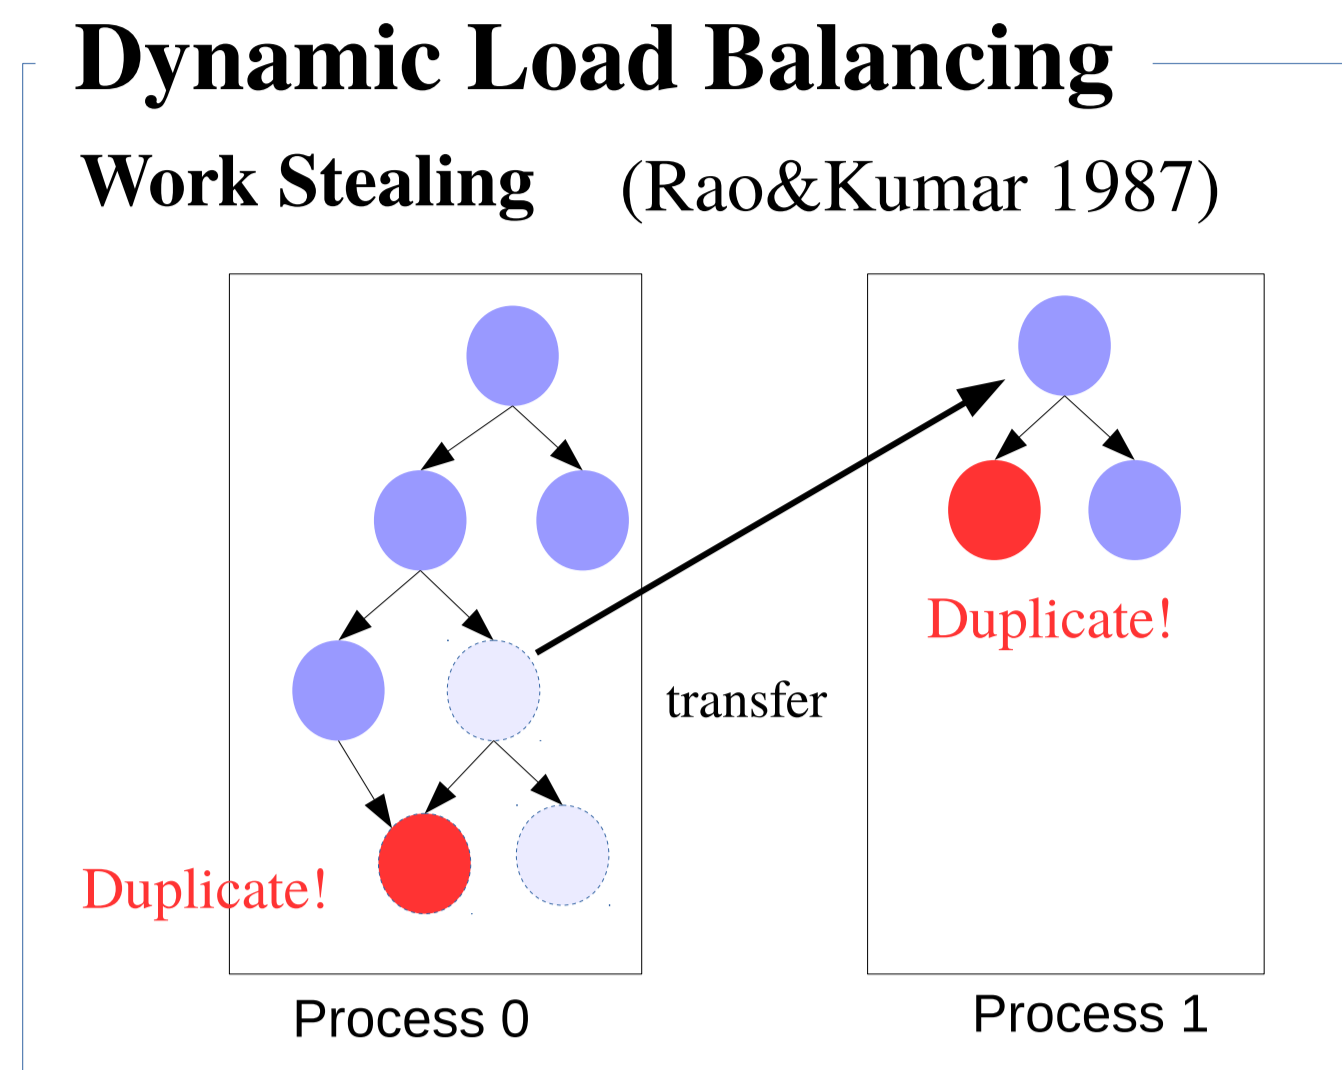 Dynamic Load Balancing
Work Stealing (Rao&Kumar 1987)
Duplicate!
transfer
Duplicate!
Process 0
Process 1